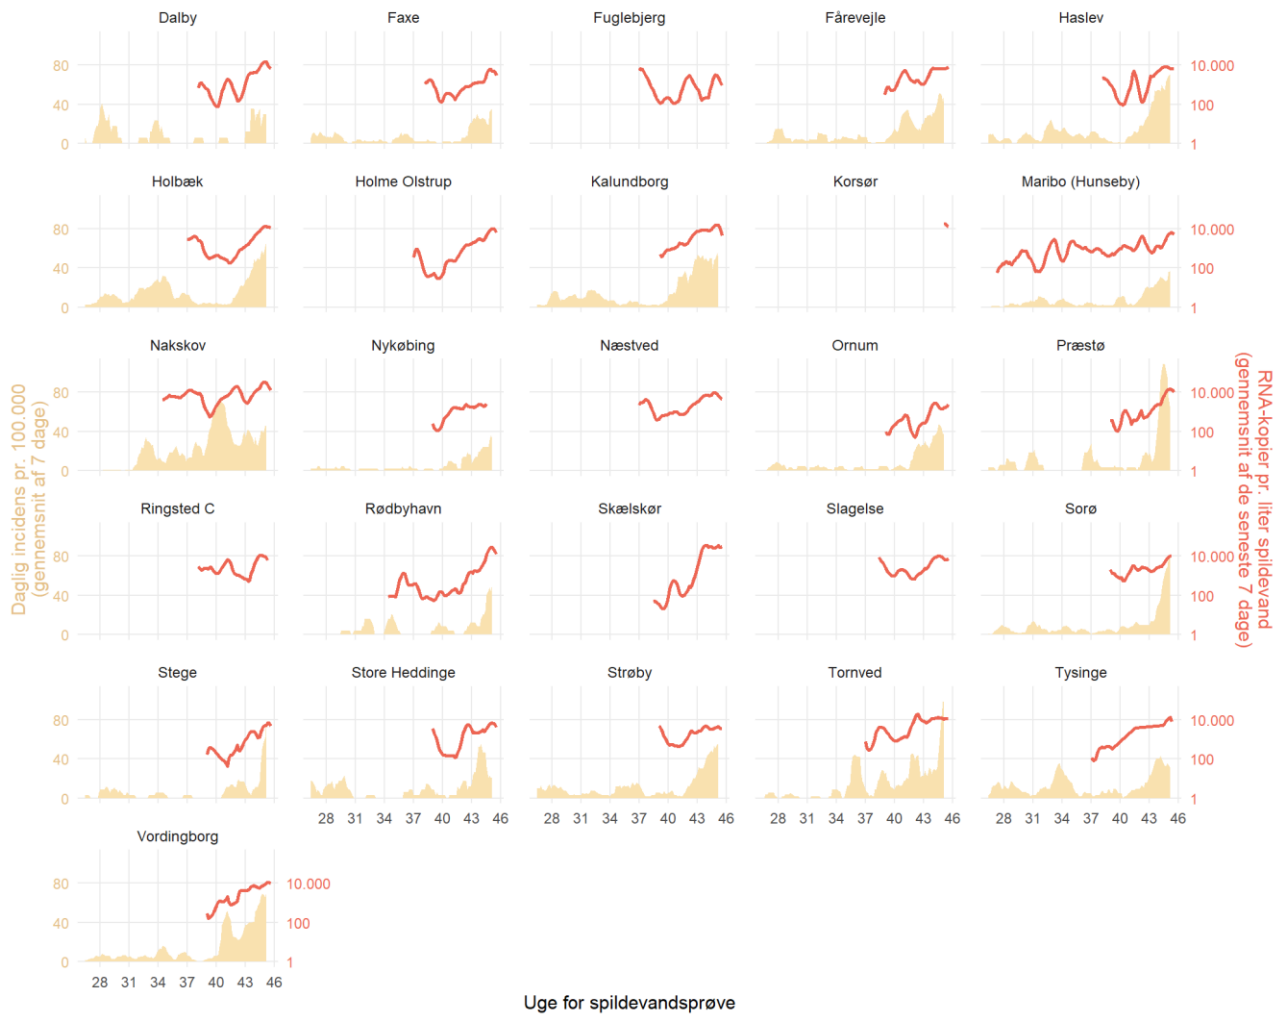 Dalby Faxe Fuglebjerg Fårevejle Haslev
80 10.000
40 100
0 1
Holbæk Holme Olstrup Kalundborg Korsør Maribo (Hunseby)
80 10.000
40 100
0 1
Nakskov Nykøbing Næstved Ornum Præstø
80 10.000
40 100
0 1
Daglig incidens pr. 100.000
(gennemsnit af 7 dage)
RNA-kopier pr. liter spildevand
(gennemsnit af de seneste 7 dage)
Ringsted C Rødbyhavn Skælskør Slagelse Sorø
80 10.000
40 100
0 1
Stege Store Heddinge Strøby Tornved Tysinge
80 10.000
40 100
0 1
28 31 34 37 40 43 46 28 31 34 37 40 43 46 28 31 34 37 40 43 46 28 31 34 37 40 43 46
Vordingborg
80 10.000
40 100
0 1
28 31 34 37 40 43 46
Uge for spildevandsprøve